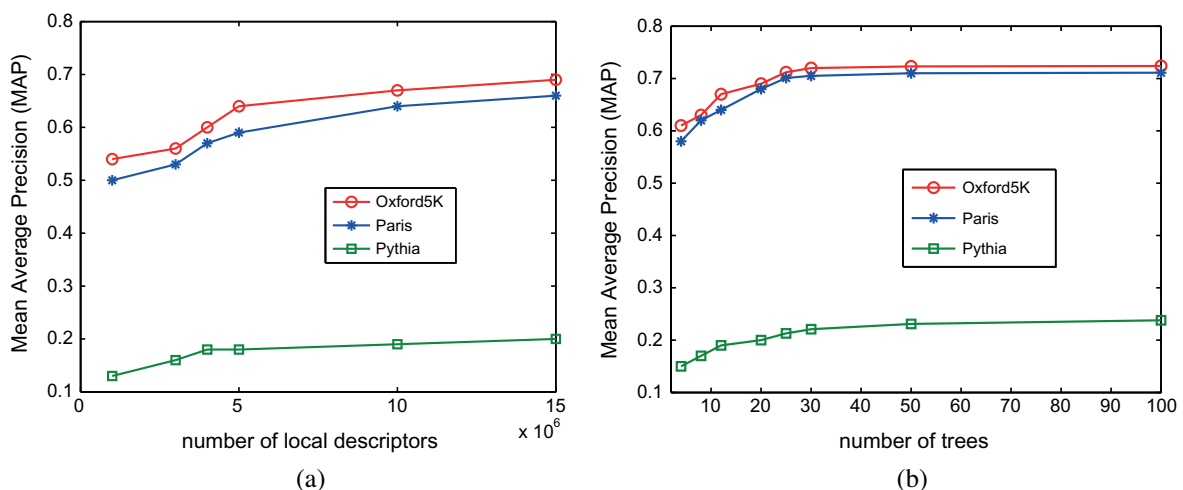 0.8
0.7
0.6
0.5
0.4
0.3
0.2
0.1
Mean Average Precision (MAP)
Oxford5K
Paris
Pythia
0 5 10 15
x 10^6
number of local descriptors
(a)
0.8
0.7
0.6
0.5
0.4
0.3
0.2
0.1
Mean Average Precision (MAP)
Oxford5K
Paris
Pythia
10 20 30 40 50 60 70 80 90 100
number of trees
(b)